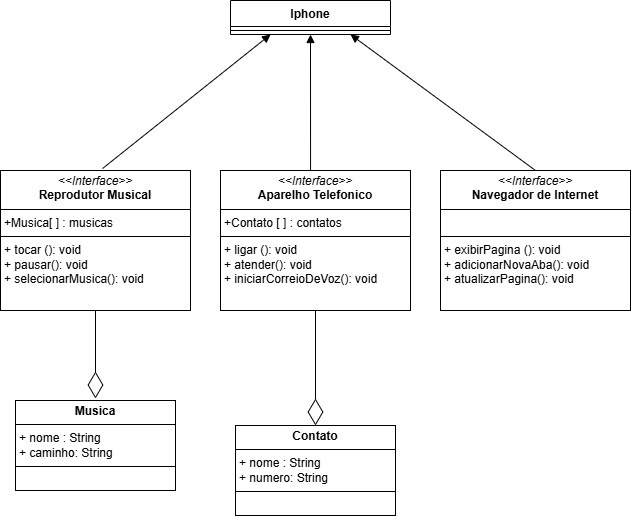 Iphone
<<Interface>>
Reprodutor Musical
+Musica[ ] : musicas
+ tocar (): void
+ pausar(): void
+ selecionarMusica(): void
<<Interface>>
Aparelho Telefonico
+Contato [ ] : contatos
+ ligar (): void
+ atender(): void
+ iniciarCorreioDeVoz(): void
<<Interface>>
Navegador de Internet
+ exibirPagina (): void
+ adicionarNovaAba(): void
+ atualizarPagina(): void
Musica
+ nome : String
+ caminho: String
Contato
+ nome : String
+ numero: String